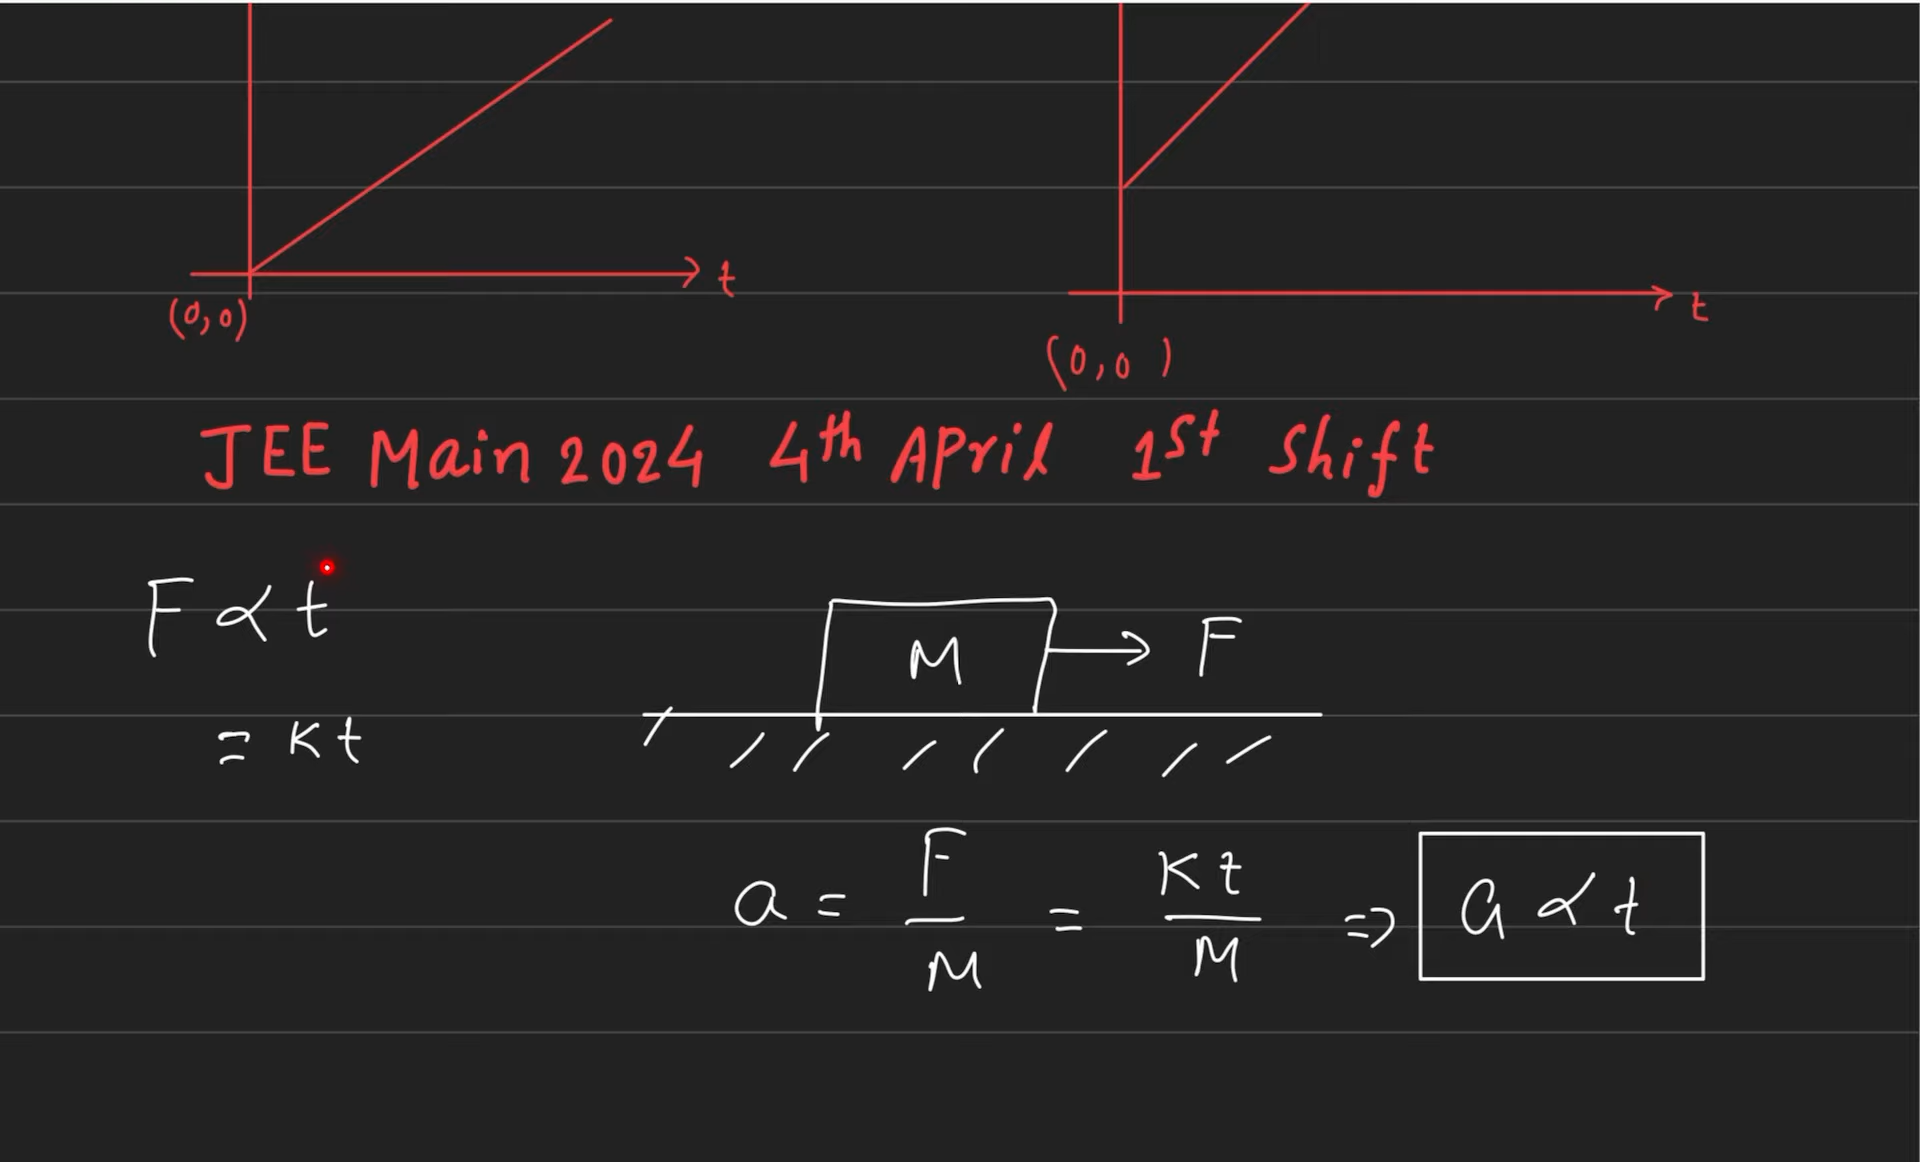 t
(0,0)
t
(0,0)
JEE Main 2024 4th April 1st Shift
F ∝ t
M → F
= Kt
a = F/M = Kt/M ⇒ a ∝ t